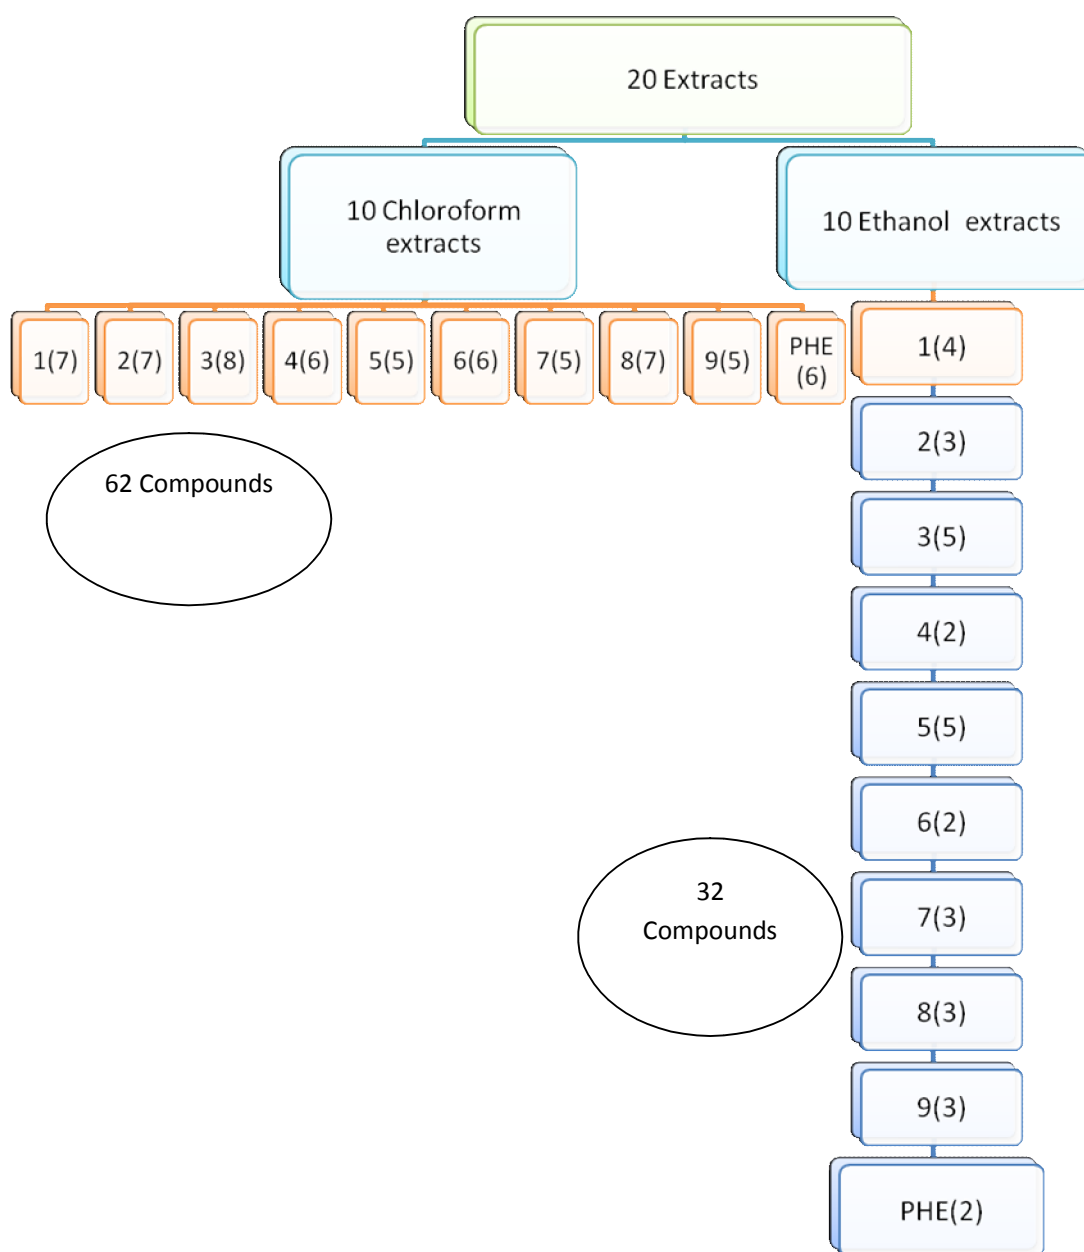 20 Extracts
10 Chloroform
extracts
10 Ethanol extracts
1(7)
2(7)
3(8)
4(6)
5(5)
6(6)
7(5)
8(7)
9(5)
PHE
(6)
1(4)
2(3)
3(5)
4(2)
5(5)
6(2)
7(3)
8(3)
9(3)
PHE(2)
62 Compounds
32
Compounds